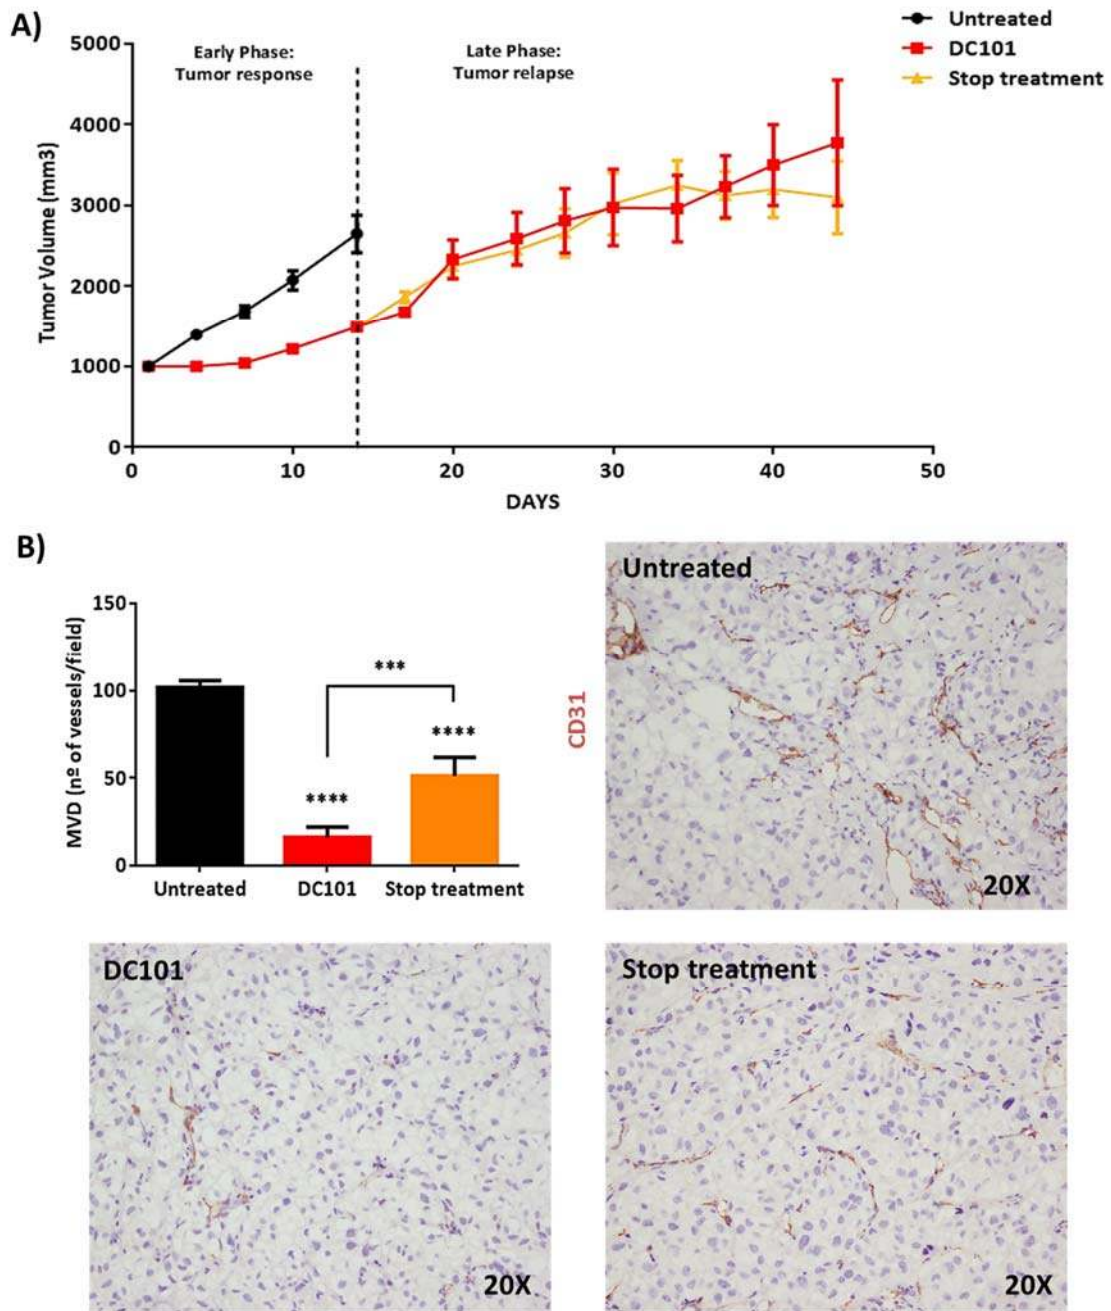 A)
Untreated
DC101
Stop treatment
Early Phase:
Tumor response
Late Phase:
Tumor relapse
5000
4000
3000
2000
1000
0
Tumor Volume (mm3)
0 10 20 30 40 50
DAYS
B)
150
100
50
0
MVD (nº of vessels/field)
***
****
****
Untreated DC101 Stop treatment
CD31
Untreated
20X
DC101
20X
Stop treatment
20X